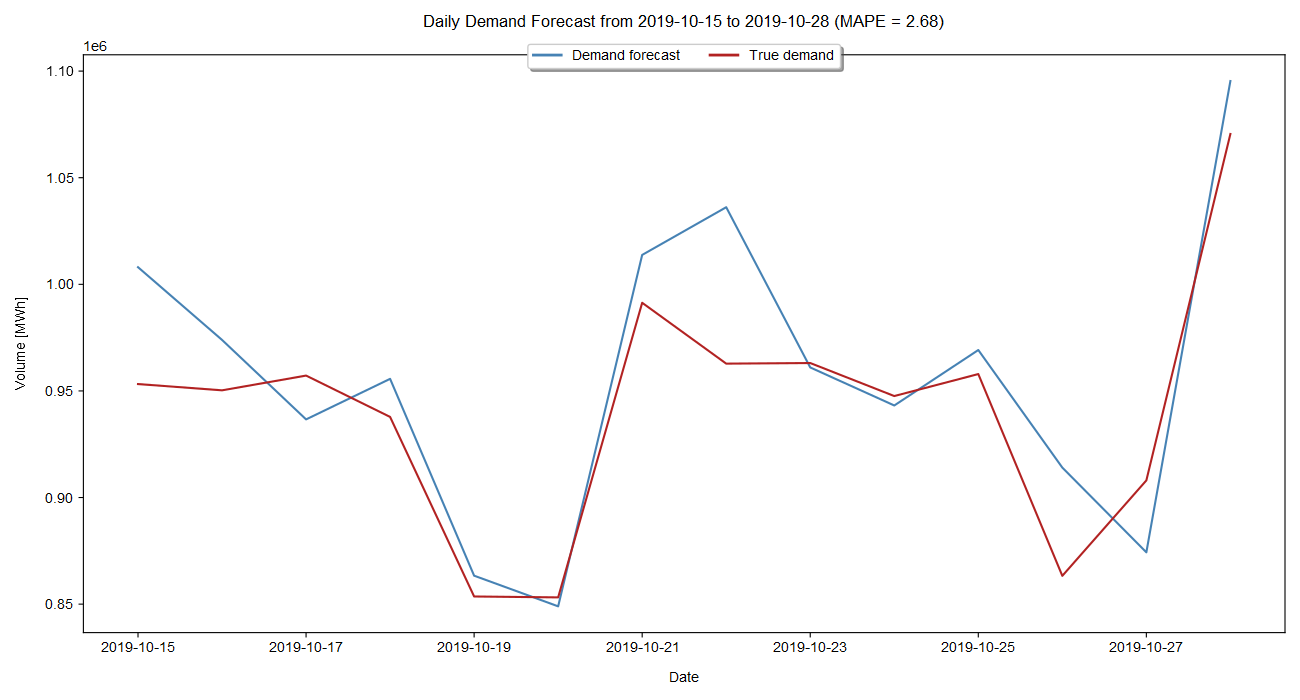 Daily Demand Forecast from 2019-10-15 to 2019-10-28 (MAPE = 2.68)
1e6
Demand forecast True demand
1.10
1.05
1.00
0.95
0.90
0.85
Volume [MWh]
2019-10-15 2019-10-17 2019-10-19 2019-10-21 2019-10-23 2019-10-25 2019-10-27
Date